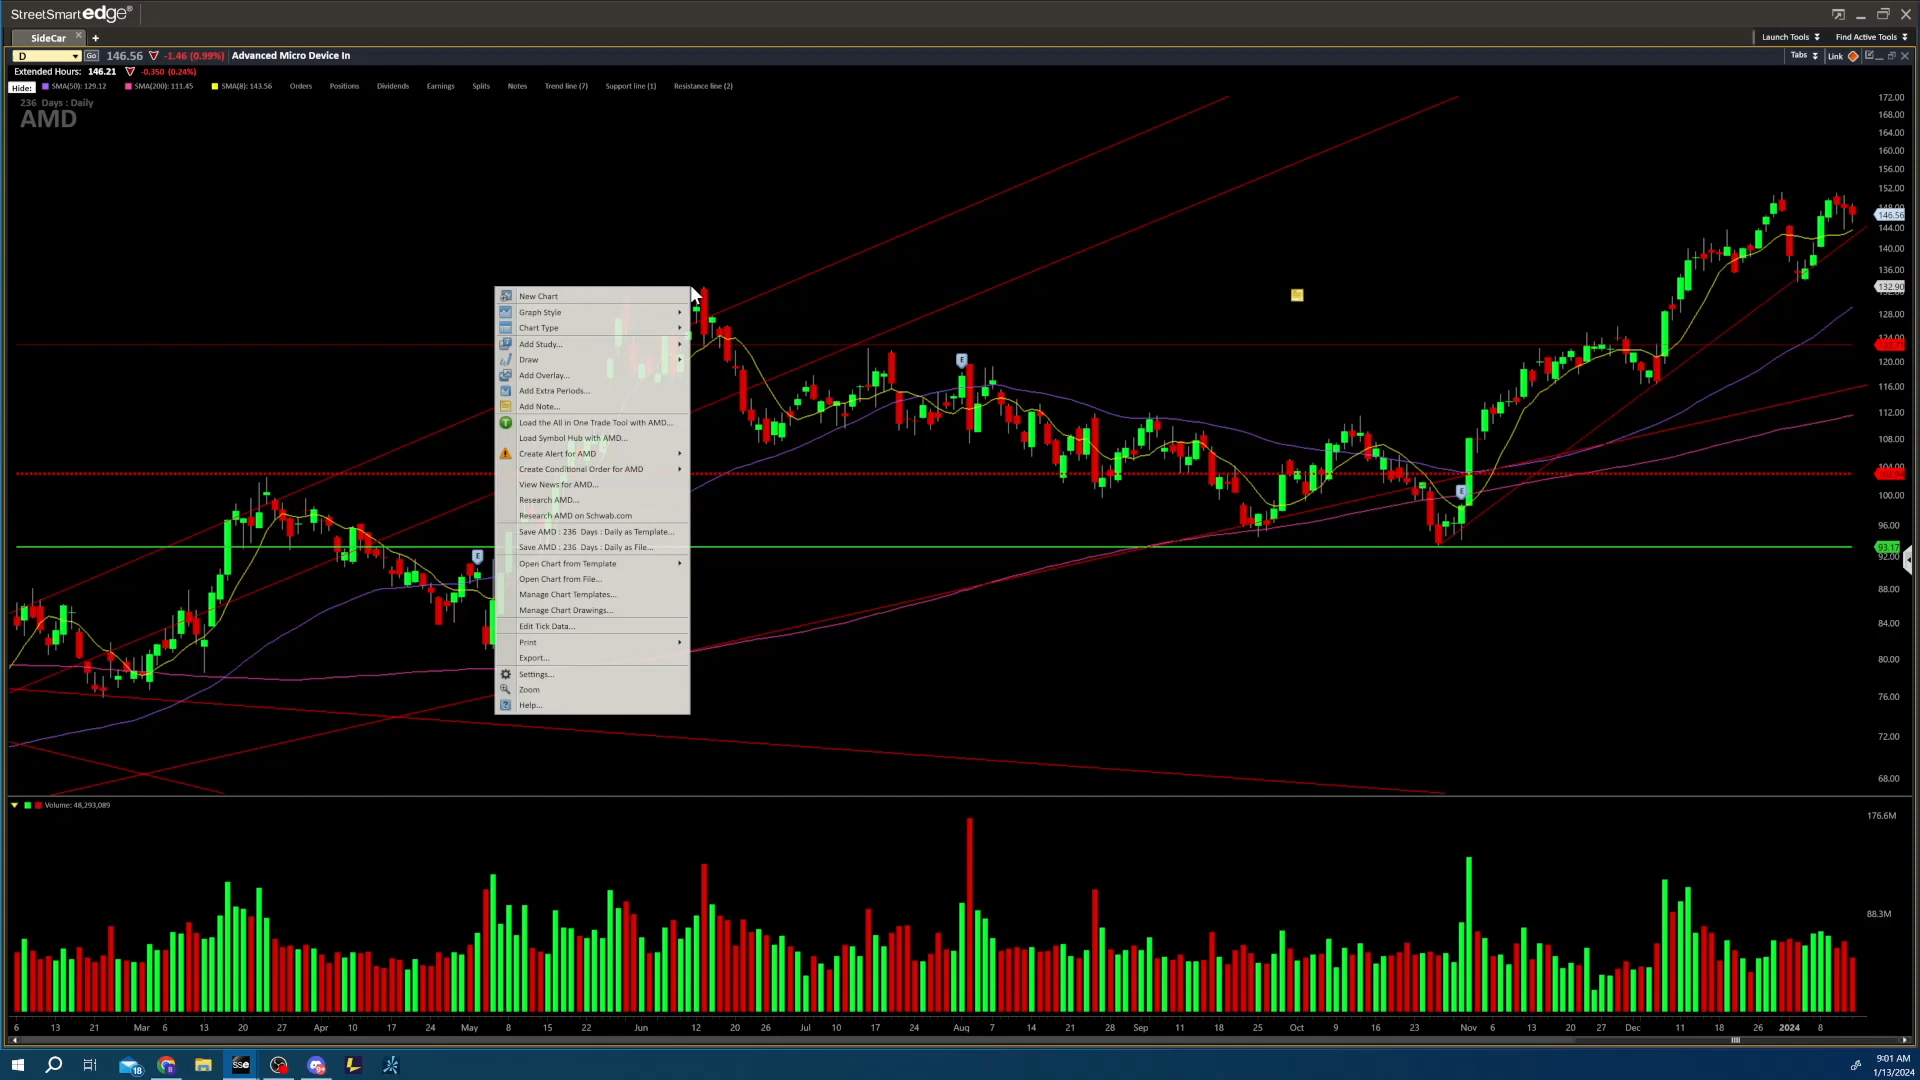 StreetSmartedge®
SideCar
+
Launch Tools
Find Active Tools
D
Go
146.56
-1.46 (0.99%)
Advanced Micro Device In
Tabs
Link
Extended Hours: 146.21 -0.350 (0.24%)
Hide:
SMA(50): 129.12
SMA(200): 111.45
SMA(8): 143.56
Orders
Positions
Dividends
Earnings
Splits
Notes
Trend line (7)
Support line (1)
Resistance line (2)
236 Days : Daily
AMD
172.00
168.00
164.00
160.00
156.00
152.00
146.56
144.00
140.00
136.00
132.90
128.00
120.00
116.00
112.00
108.00
100.00
96.00
93.17
92.00
88.00
84.00
80.00
76.00
72.00
68.00
E
E
E
E
New Chart
Graph Style
Chart Type
Add Study...
Draw
Add Overlay...
Add Extra Periods...
Add Note...
Load the All in One Trade Tool with AMD...
Load Symbol Hub with AMD...
Create Alert for AMD
Create Conditional Order for AMD
View News for AMD...
Research AMD...
Research AMD on Schwab.com
Save AMD : 236 Days : Daily as Template...
Save AMD : 236 Days : Daily as File...
Open Chart from Template
Open Chart from File...
Manage Chart Templates...
Manage Chart Drawings...
Edit Tick Data...
Print
Export...
Settings...
Zoom
Help...
Volume: 48,293,089
176.6M
88.3M
6 13 21 Mar 6 13 20 27 Apr 10 17 24 May 8 15 22 Jun 12 20 26 Jul 10 17 24 Aug 7 14 21 28 Sep 11 18 25 Oct 9 16 23 Nov 6 13 20 27 Dec 11 18 26 2024 8
18
sse
9:01 AM
1/13/2024